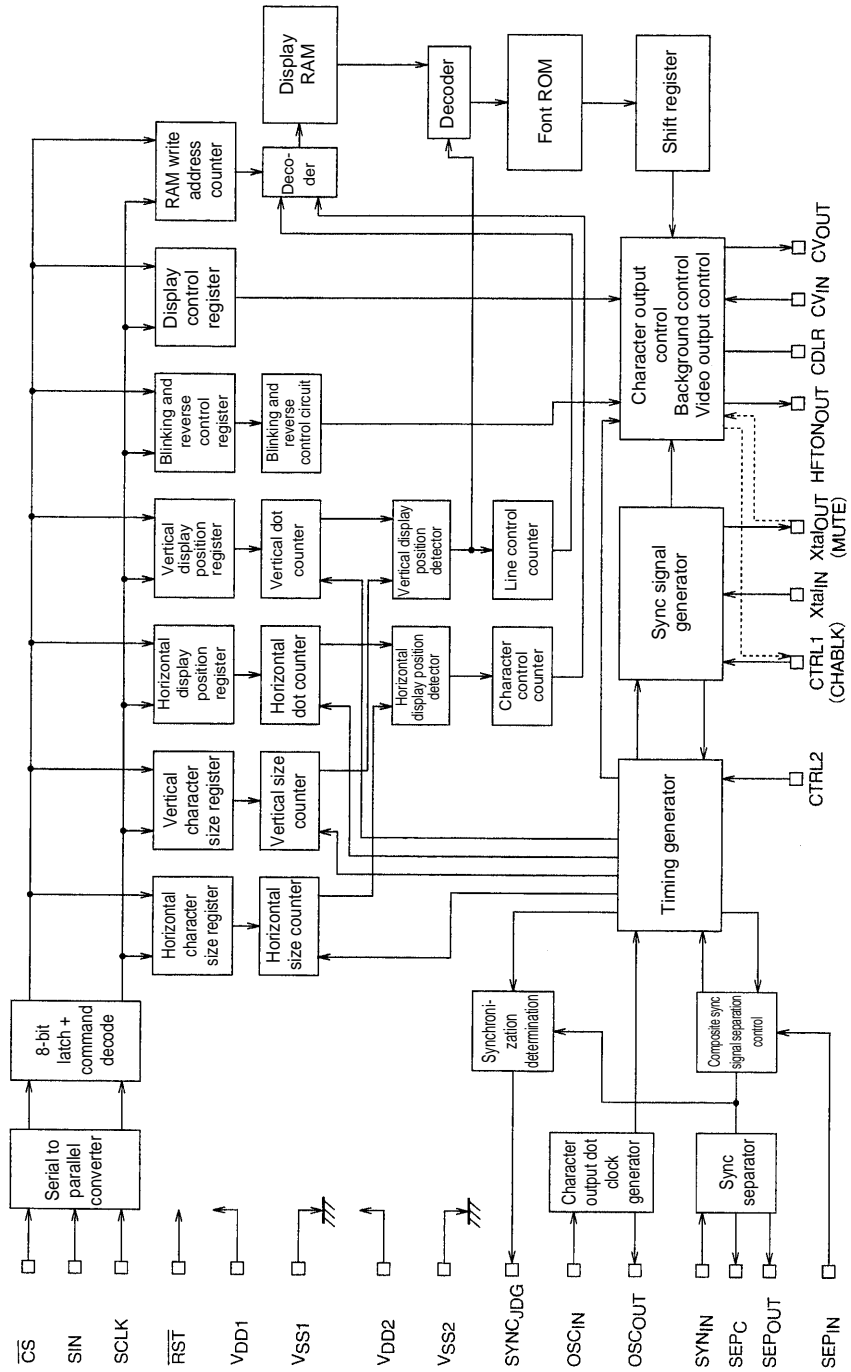 CS
SIN
SCLK
RST
VDD1
VSS1
VDD2
VSS2
SYNCJDG
OSCIN
OSCOUT
SYNIN
SEPC
SEPOUT
SEPIN
Serial to
parallel
converter
8-bit
latch +
command
decode
Horizontal
character
size register
Vertical
character
size register
Horizontal
display
position
register
Vertical
display
position
register
Blinking and
reverse
control
register
Display
control
register
RAM write
address
counter
Horizontal
size counter
Vertical size
counter
Horizontal
dot counter
Vertical dot
counter
Blinking and
reverse
control circuit
Deco-
der
Display
RAM
Horizontal
display position
detector
Vertical display
position
detector
Decoder
Character
control
counter
Line control
counter
Font ROM
Shift register
Synchroni-
zation
determination
Character
output dot
clock
generator
Sync
separator
Composite sync
signal separation
control
Timing generator
Sync signal
generator
Character output
control
Background control
Video output control
CTRL2
CTRL1
(CHABLK)
XtalIN
XtalOUT
(MUTE)
HFTONOUT
CDLR
CVIN
CVOUT